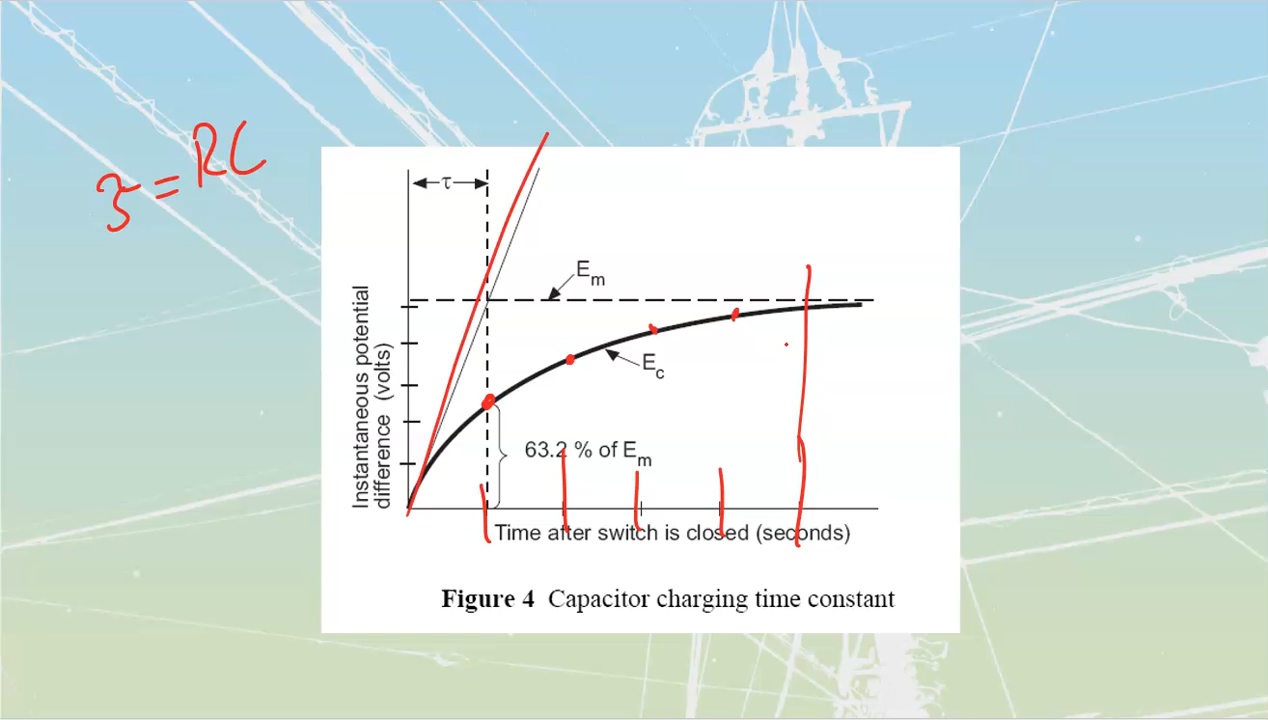 τ = RC
τ
Em
Instantaneous potential
difference (volts)
Ec
63.2 % of Em
Time after switch is closed (seconds)
Figure 4 Capacitor charging time constant